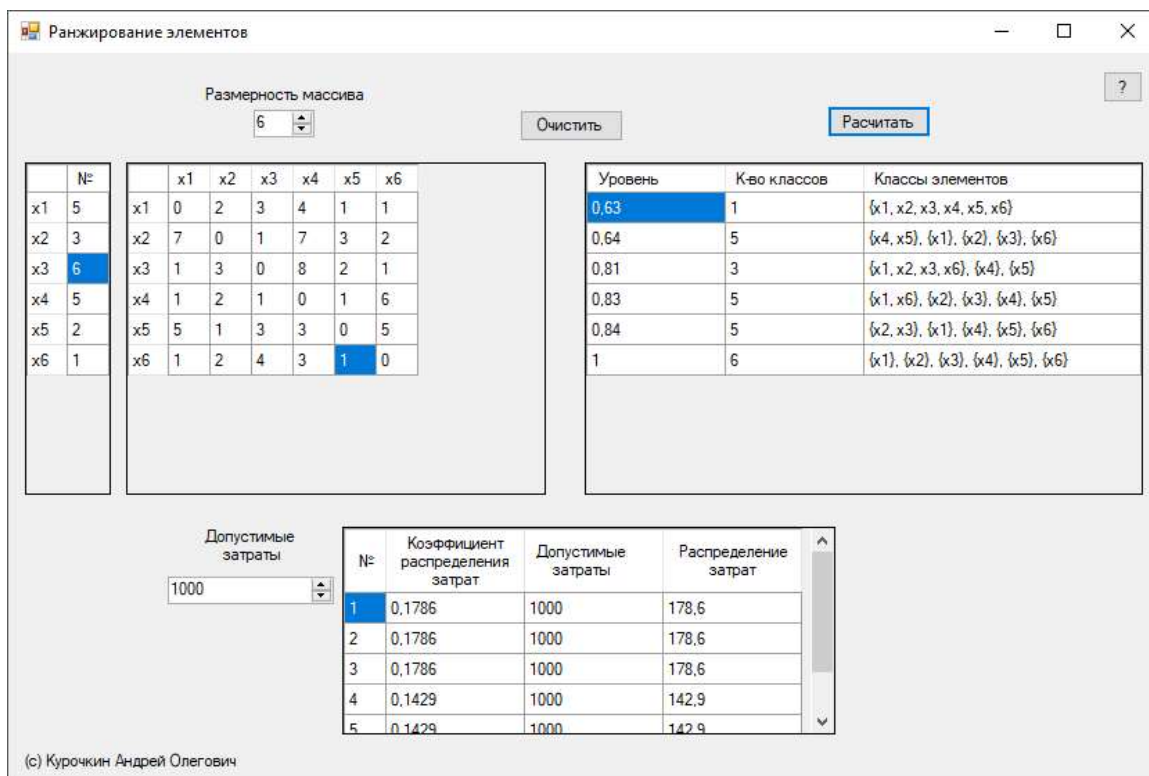 Ранжирование элементов
?
Размерность массива
6
Очистить
Расчитать
№
x1 5
x2 3
x3 6
x4 5
x5 2
x6 1
x1 x2 x3 x4 x5 x6
x1 0 2 3 4 1 1
x2 7 0 1 7 3 2
x3 1 3 0 8 2 1
x4 1 2 1 0 1 6
x5 5 1 3 3 0 5
x6 1 2 4 3 1 0
Уровень К-во классов Классы элементов
0,63 1 {x1, x2, x3, x4, x5, x6}
0,64 5 {x4, x5}, {x1}, {x2}, {x3}, {x6}
0,81 3 {x1, x2, x3, x6}, {x4}, {x5}
0,83 5 {x1, x6}, {x2}, {x3}, {x4}, {x5}
0,84 5 {x2, x3}, {x1}, {x4}, {x5}, {x6}
1 6 {x1}, {x2}, {x3}, {x4}, {x5}, {x6}
Допустимые
затраты
1000
№ Коэффициент распределения затрат Допустимые затраты Распределение затрат
1 0,1786 1000 178,6
2 0,1786 1000 178,6
3 0,1786 1000 178,6
4 0,1429 1000 142,9
5 0,1429 1000 142,9
(с) Курочкин Андрей Олегович